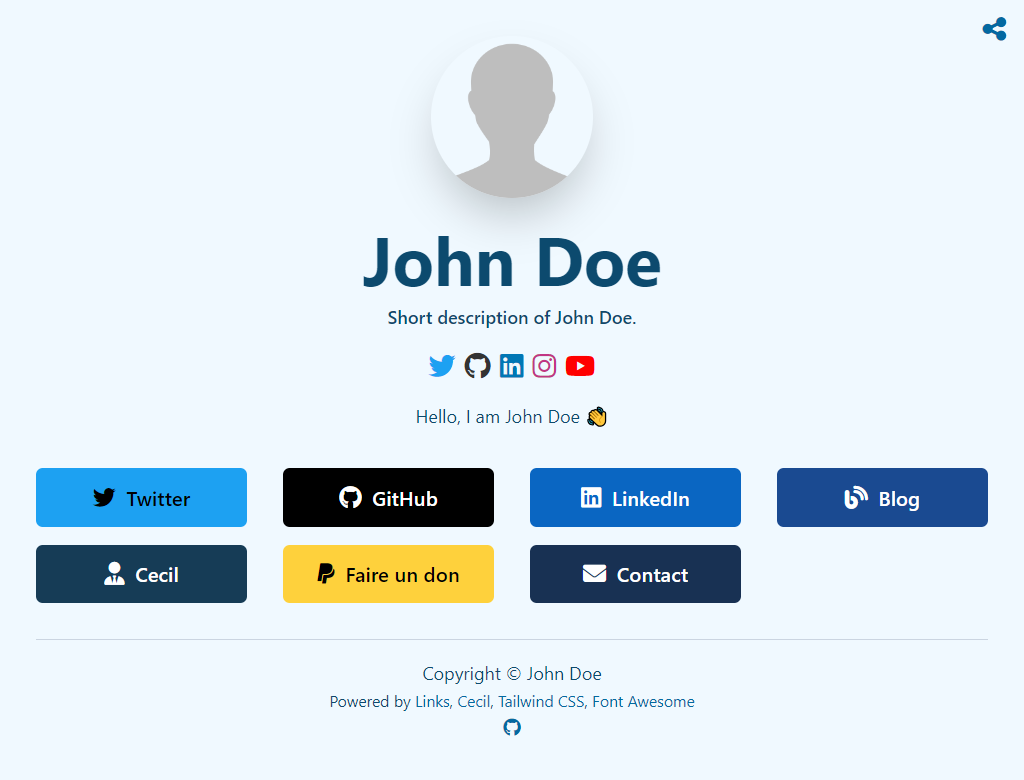 John Doe
Short description of John Doe.
Hello, I am John Doe 👏
Twitter
GitHub
LinkedIn
Blog
Cecil
Faire un don
Contact
Copyright © John Doe
Powered by Links, Cecil, Tailwind CSS, Font Awesome